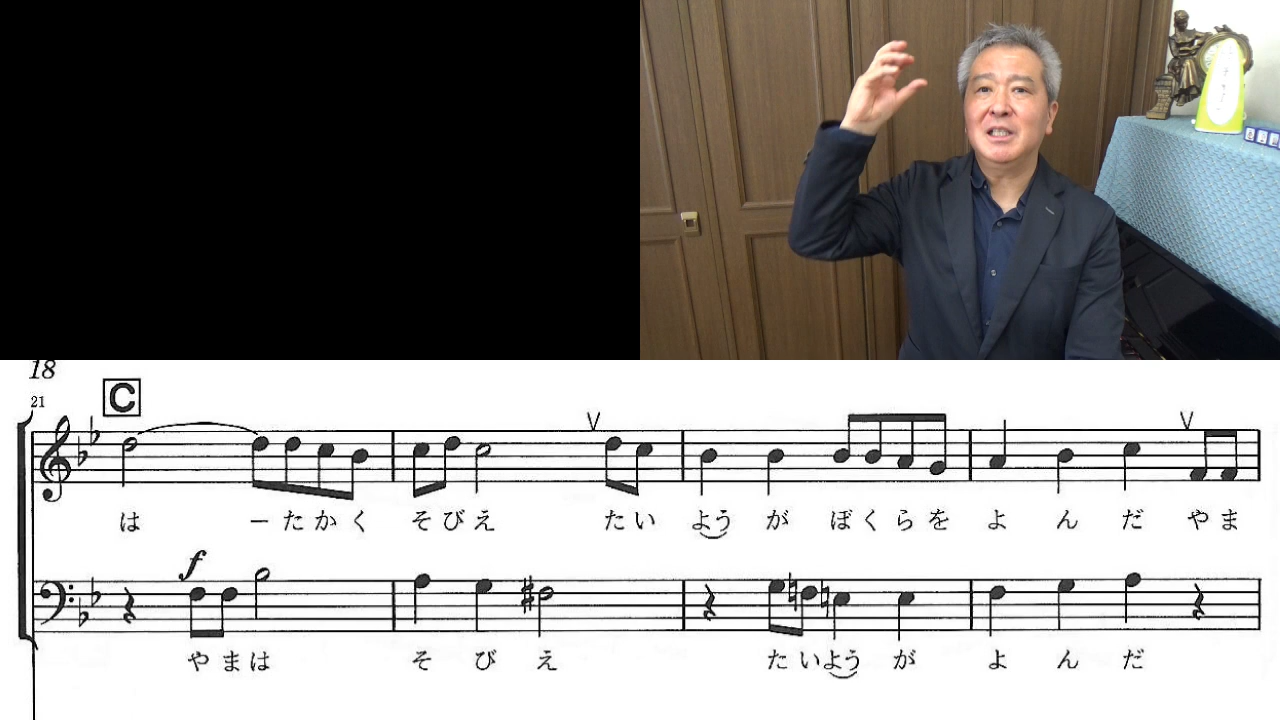 18
C
21
は ー た か く そ び え た い よう が ぼ く ら を よ ん だ や ま
f
や ま は そ び え た い よう が よ ん だ